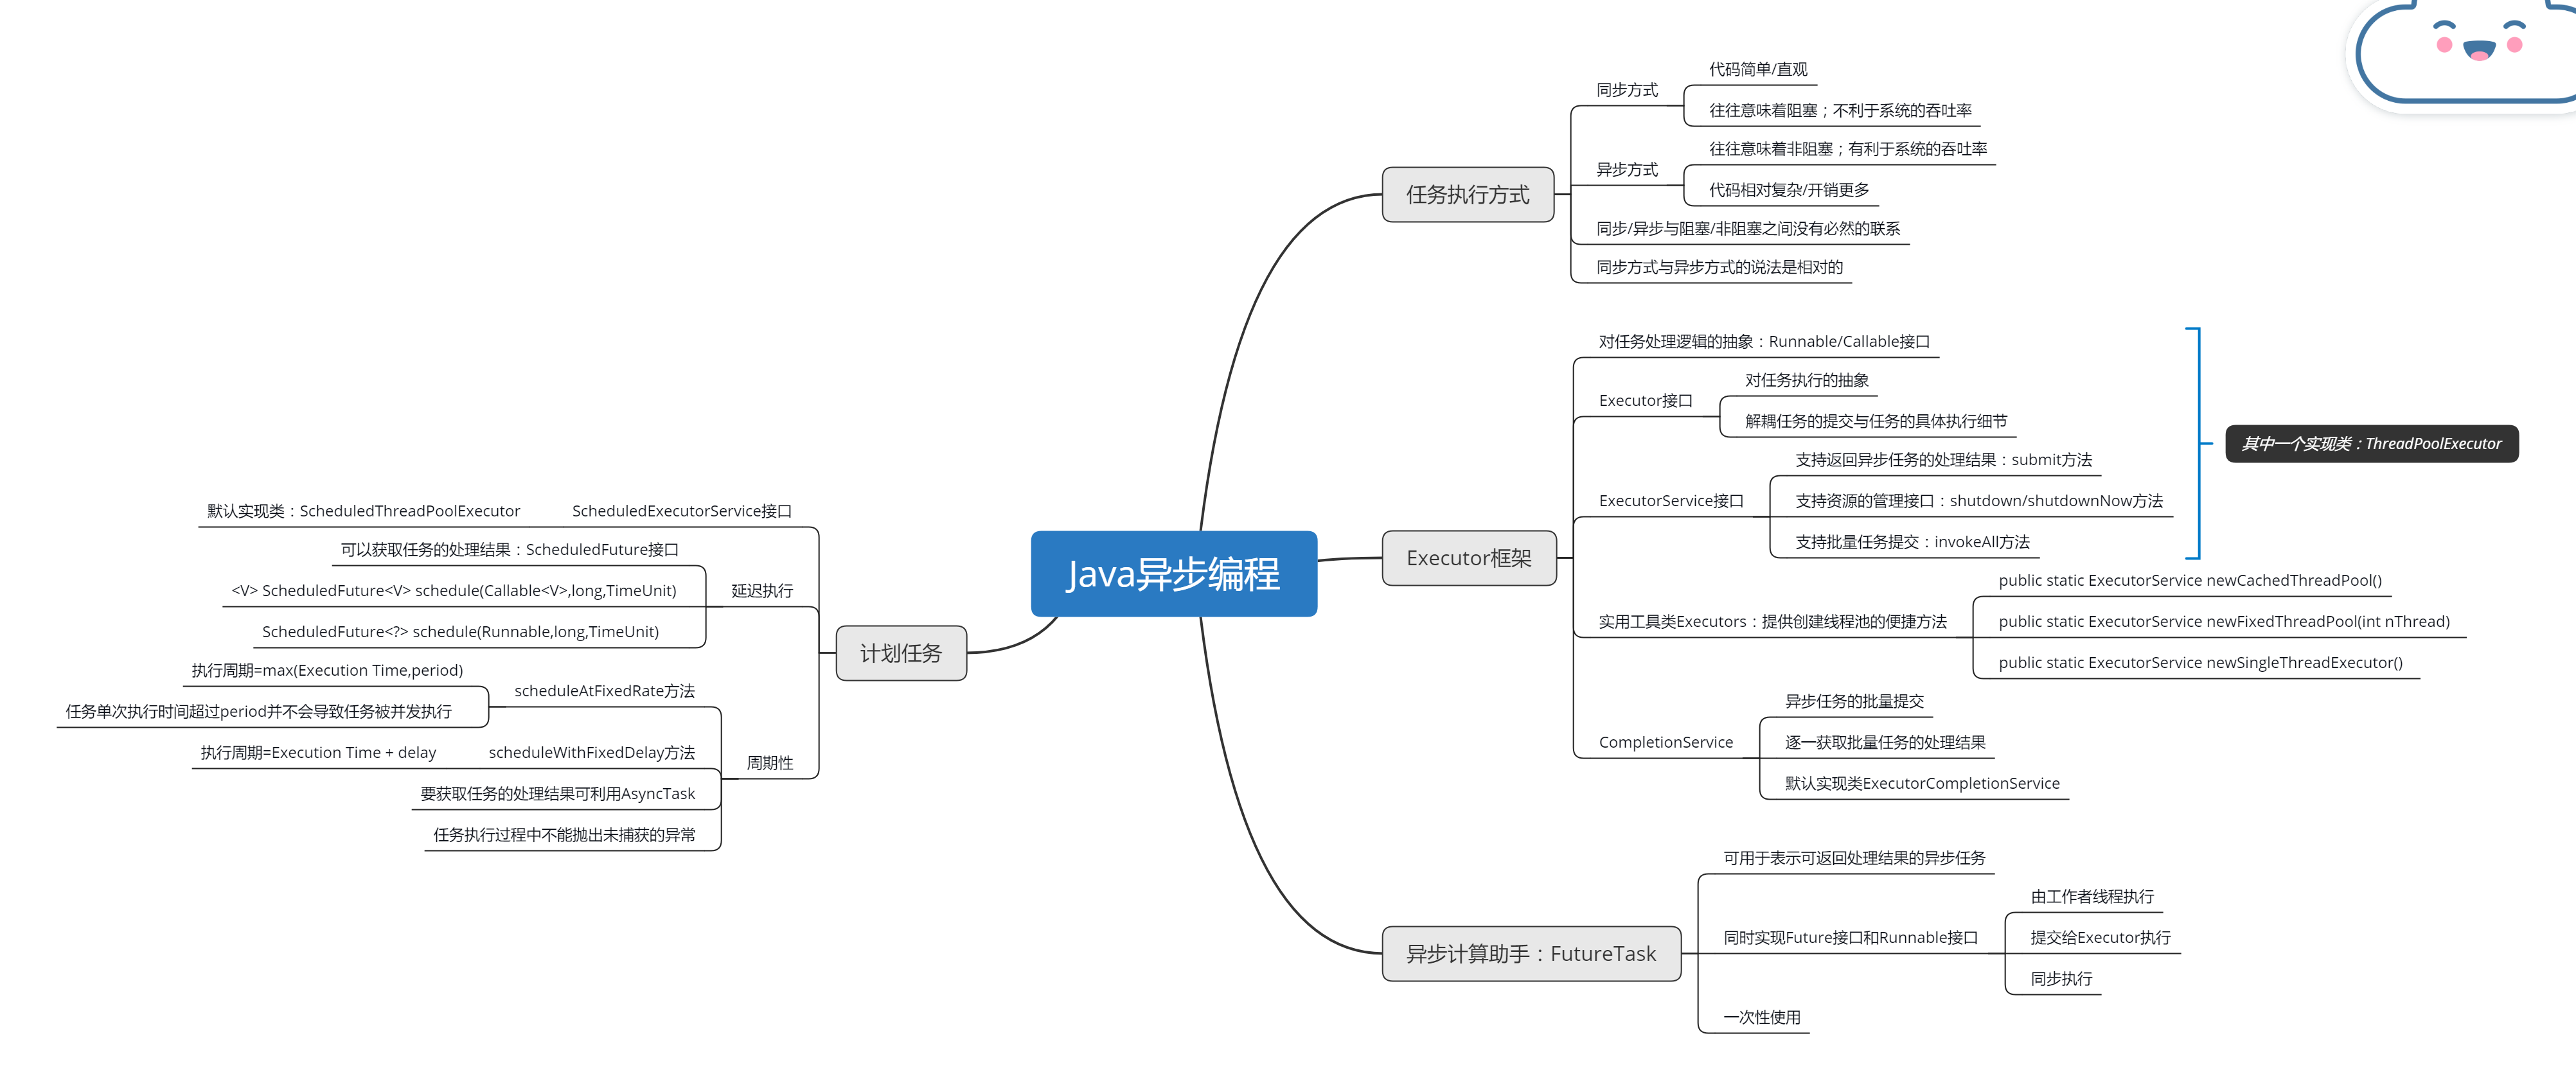 Java异步编程
任务执行方式
同步方式
代码简单/直观
往往意味着阻塞；不利于系统的吞吐率
异步方式
往往意味着非阻塞；有利于系统的吞吐率
代码相对复杂/开销更多
同步/异步与阻塞/非阻塞之间没有必然的联系
同步方式与异步方式的说法是相对的
Executor框架
对任务处理逻辑的抽象：Runnable/Callable接口
Executor接口
对任务执行的抽象
解耦任务的提交与任务的具体执行细节
ExecutorService接口
支持返回异步任务的处理结果：submit方法
支持资源的管理接口：shutdown/shutdownNow方法
支持批量任务提交：invokeAll方法
其中一个实现类：ThreadPoolExecutor
实用工具类Executors：提供创建线程池的便捷方法
public static ExecutorService newCachedThreadPool()
public static ExecutorService newFixedThreadPool(int nThread)
public static ExecutorService newSingleThreadExecutor()
CompletionService
异步任务的批量提交
逐一获取批量任务的处理结果
默认实现类ExecutorCompletionService
异步计算助手：FutureTask
可用于表示可返回处理结果的异步任务
同时实现Future接口和Runnable接口
由工作者线程执行
提交给Executor执行
同步执行
一次性使用
计划任务
ScheduledExecutorService接口
默认实现类：ScheduledThreadPoolExecutor
延迟执行
可以获取任务的处理结果：ScheduledFuture接口
<V> ScheduledFuture<V> schedule(Callable<V>,long,TimeUnit)
ScheduledFuture<?> schedule(Runnable,long,TimeUnit)
周期性
scheduleAtFixedRate方法
执行周期=max(Execution Time,period)
任务单次执行时间超过period并不会导致任务被并发执行
scheduleWithFixedDelay方法
执行周期=Execution Time + delay
要获取任务的处理结果可利用AsyncTask
任务执行过程中不能抛出未捕获的异常